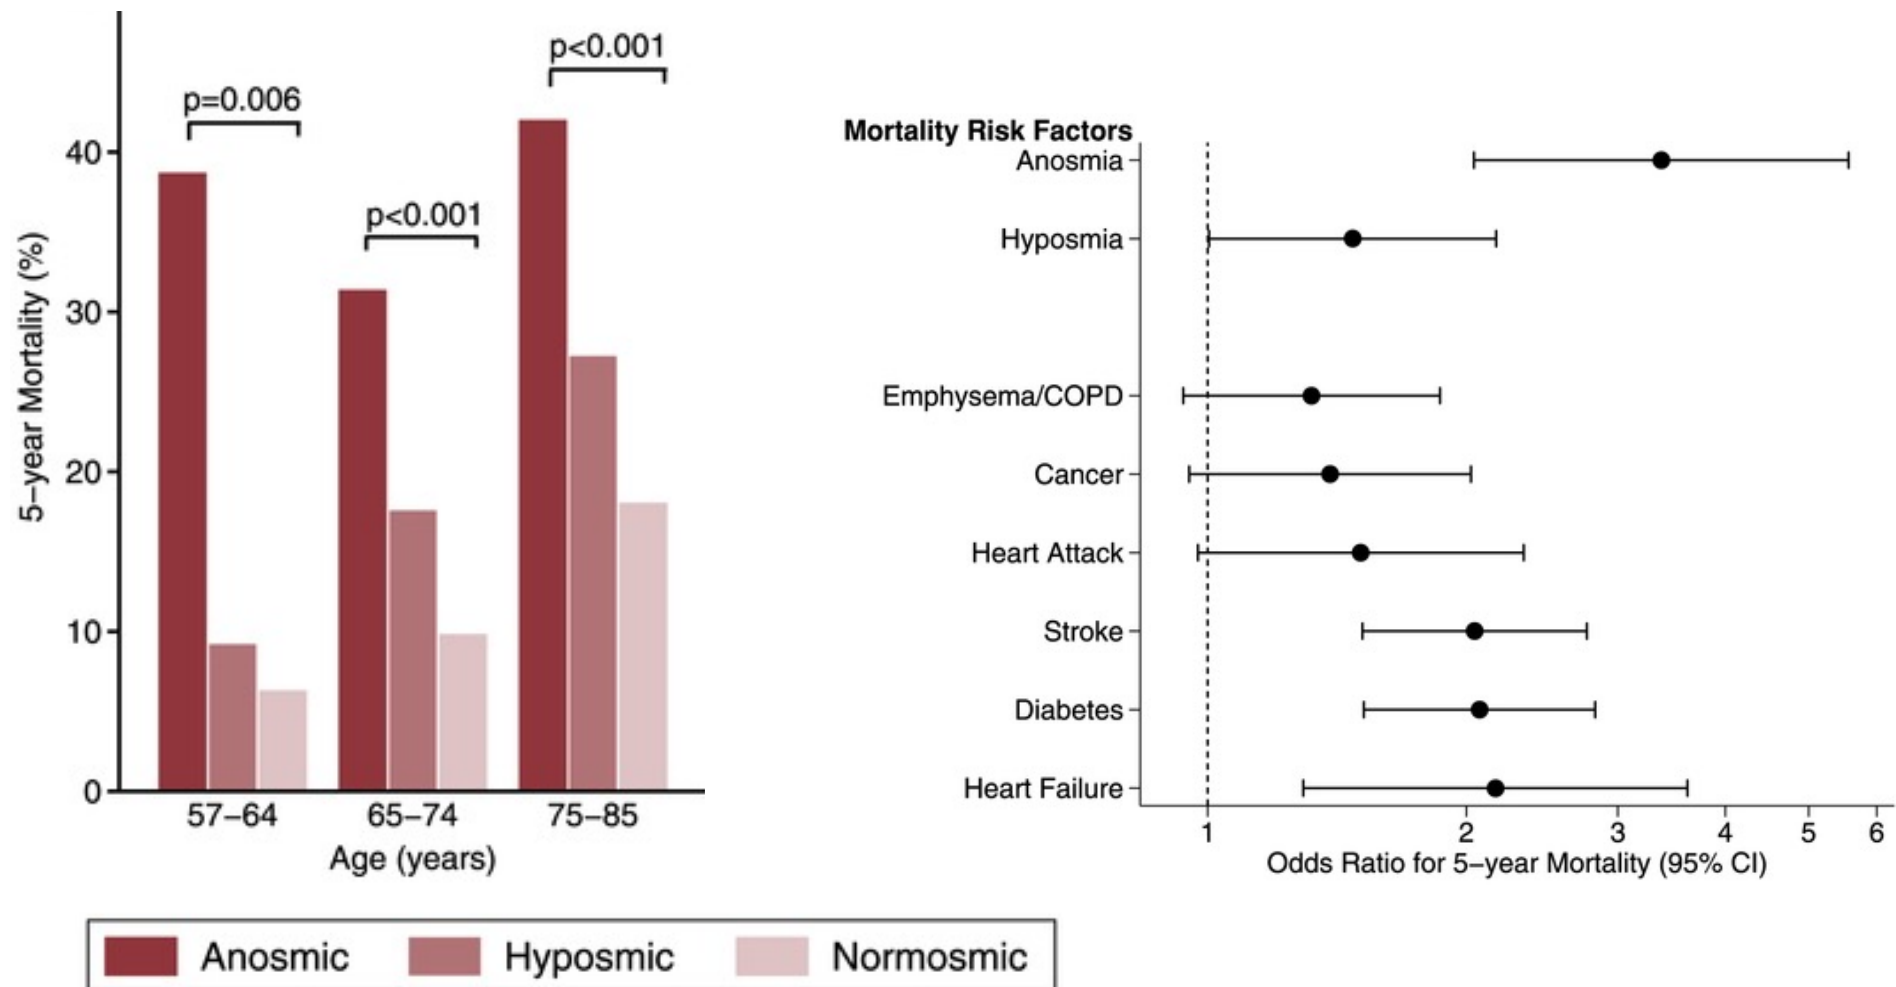 p<0.001
p=0.006
p<0.001
5–year Mortality (%)
40
30
20
10
0
57–64
65–74
75–85
Age (years)
Anosmic
Hyposmic
Normosmic
Mortality Risk Factors
Anosmia
Hyposmia
Emphysema/COPD
Cancer
Heart Attack
Stroke
Diabetes
Heart Failure
1
2
3
4
5
6
Odds Ratio for 5–year Mortality (95% CI)